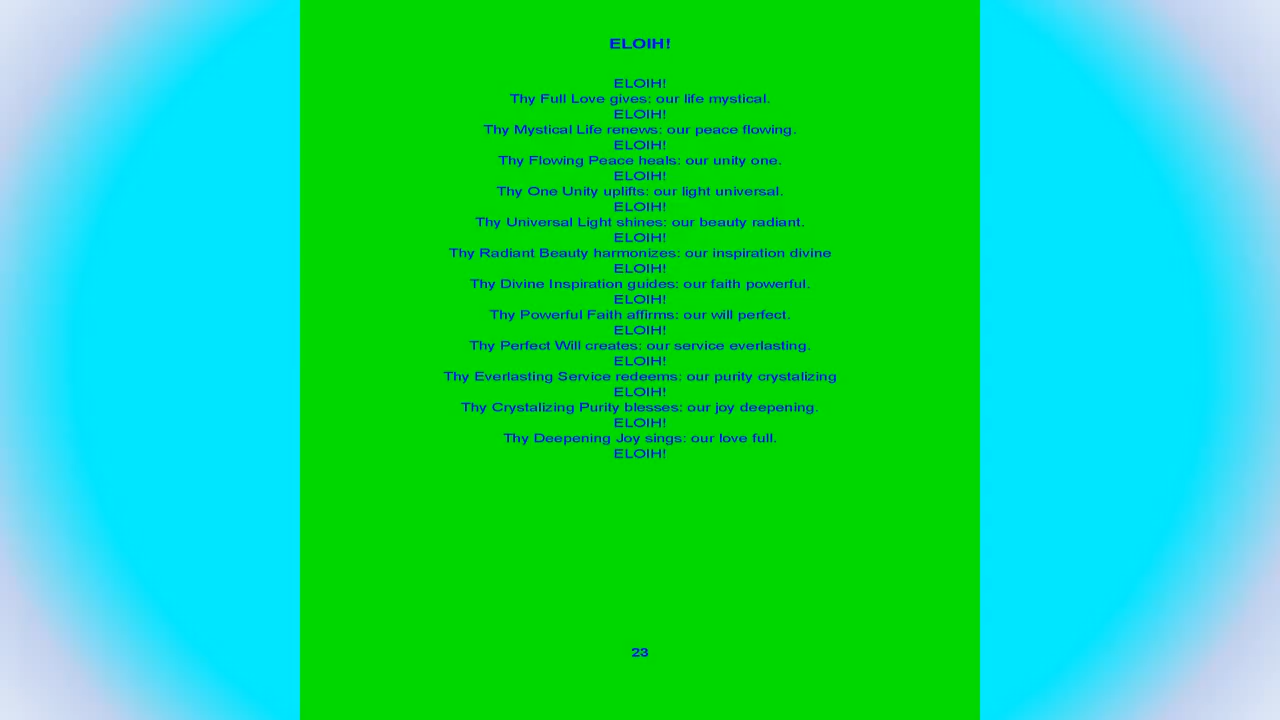 ELOIH!
ELOIH!
Thy Full Love gives: our life mystical.
ELOIH!
Thy Mystical Life renews: our peace flowing.
ELOIH!
Thy Flowing Peace heals: our unity one.
ELOIH!
Thy One Unity uplifts: our light universal.
ELOIH!
Thy Universal Light shines: our beauty radiant.
ELOIH!
Thy Radiant Beauty harmonizes: our inspiration divine
ELOIH!
Thy Divine Inspiration guides: our faith powerful.
ELOIH!
Thy Powerful Faith affirms: our will perfect.
ELOIH!
Thy Perfect Will creates: our service everlasting.
ELOIH!
Thy Everlasting Service redeems: our purity crystalizing
ELOIH!
Thy Crystalizing Purity blesses: our joy deepening.
ELOIH!
Thy Deepening Joy sings: our love full.
ELOIH!
23